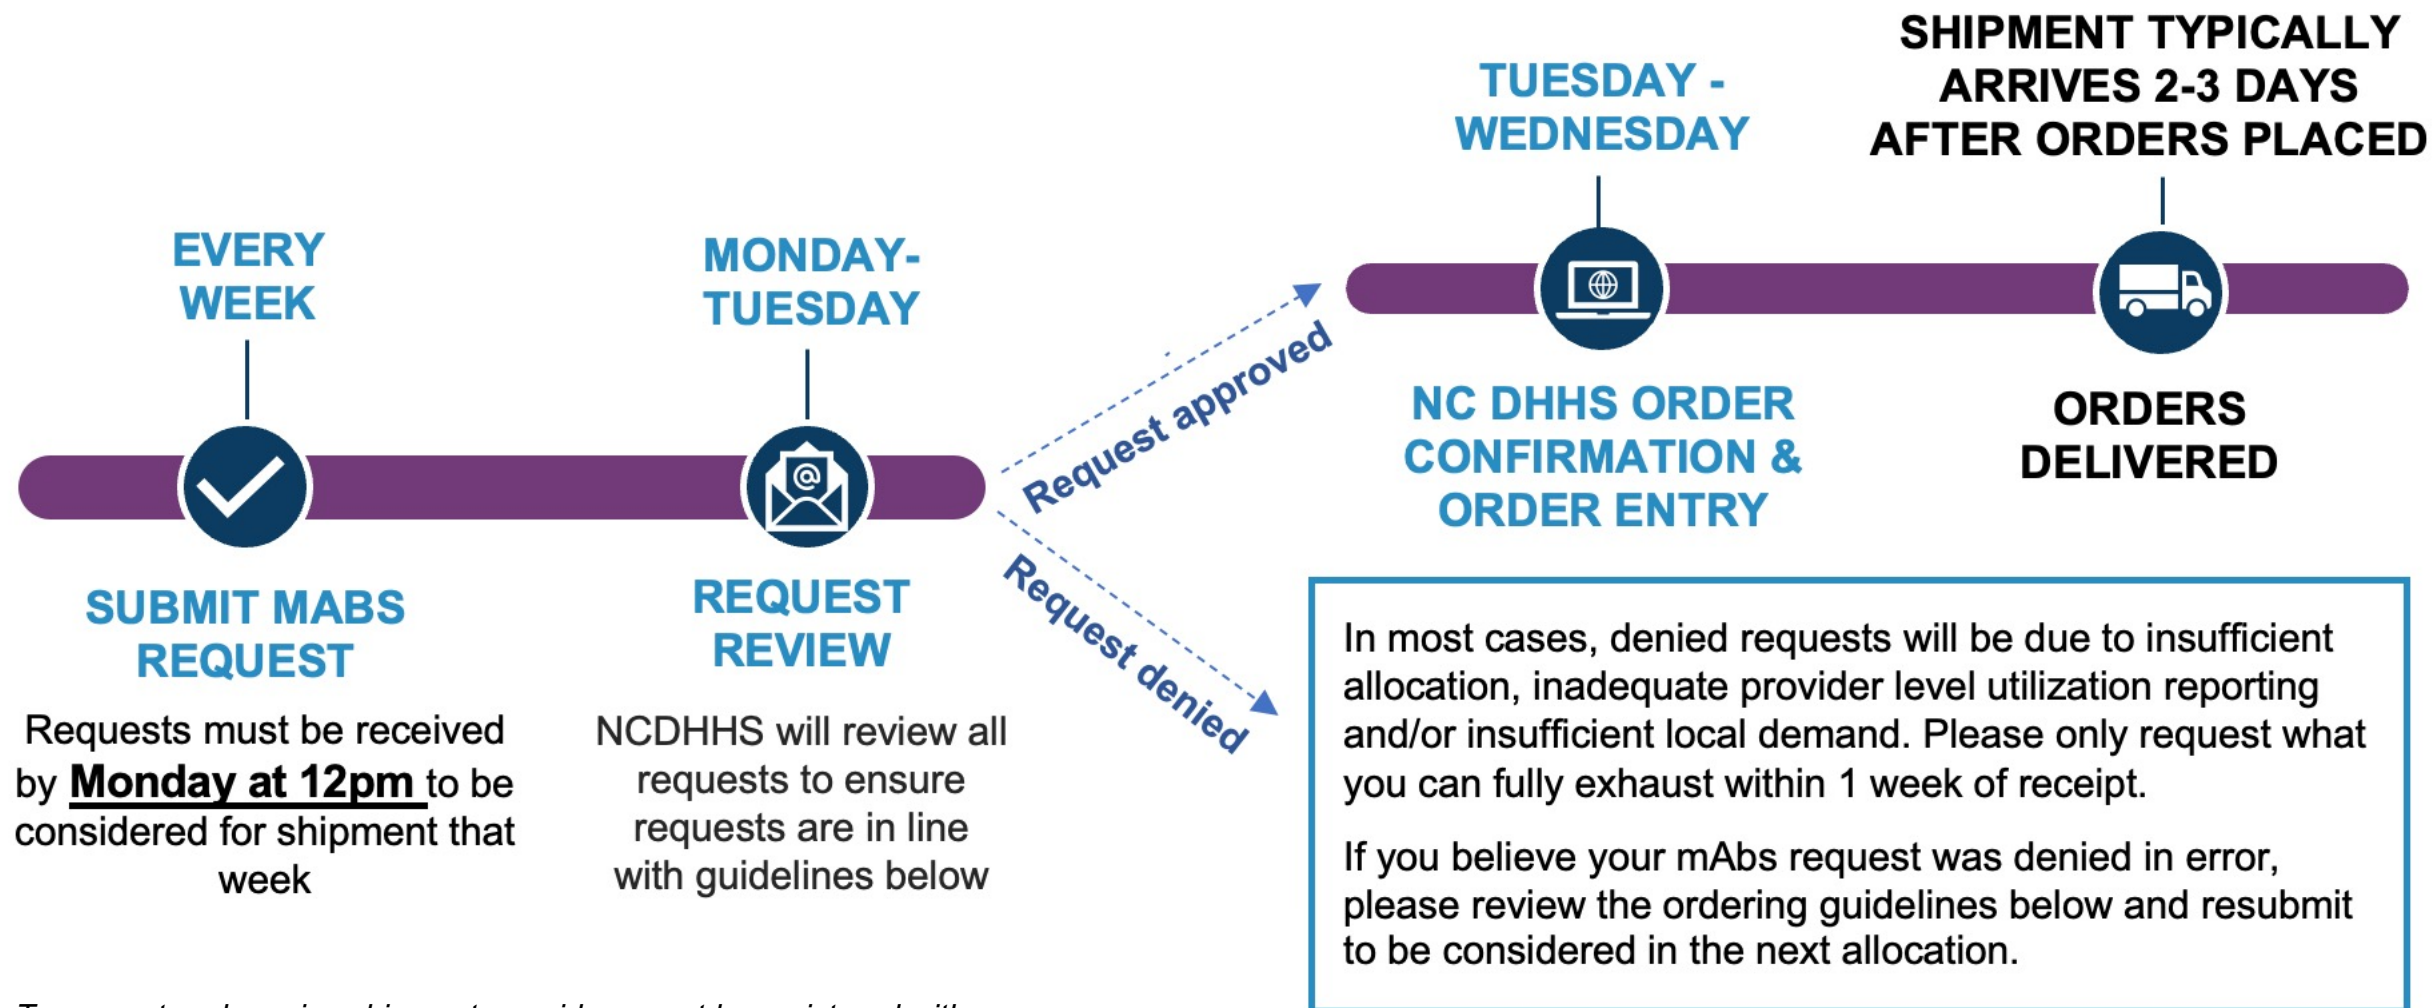 EVERY
WEEK
SUBMIT MABS
REQUEST
Requests must be received
by Monday at 12pm to be
considered for shipment that
week
MONDAY-
TUESDAY
@
REQUEST
REVIEW
NCDHHS will review all
requests to ensure
requests are in line
with guidelines below
Request approved
Request denied
TUESDAY -
WEDNESDAY
NC DHHS ORDER
CONFIRMATION &
ORDER ENTRY
SHIPMENT TYPICALLY
ARRIVES 2-3 DAYS
AFTER ORDERS PLACED
ORDERS
DELIVERED
In most cases, denied requests will be due to insufficient
allocation, inadequate provider level utilization reporting
and/or insufficient local demand. Please only request what
you can fully exhaust within 1 week of receipt.
If you believe your mAbs request was denied in error,
please review the ordering guidelines below and resubmit
to be considered in the next allocation.